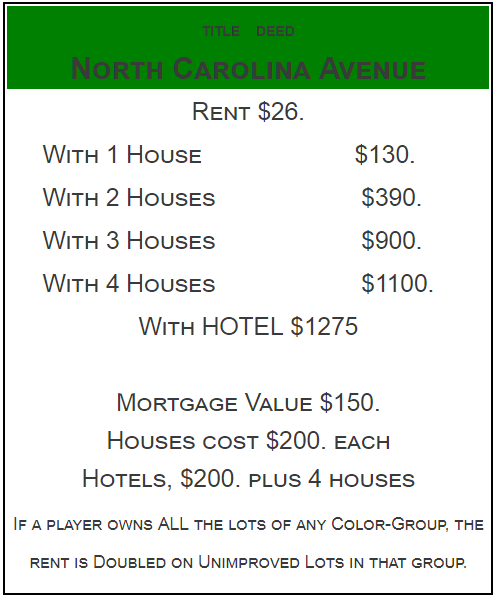 TITLE DEED
NORTH CAROLINA AVENUE
RENT $26.
WITH 1 HOUSE $130.
WITH 2 HOUSES $390.
WITH 3 HOUSES $900.
WITH 4 HOUSES $1100.
WITH HOTEL $1275
MORTGAGE VALUE $150.
HOUSES COST $200. EACH
HOTELS, $200. PLUS 4 HOUSES
IF A PLAYER OWNS ALL THE LOTS OF ANY COLOR-GROUP, THE
RENT IS DOUBLED ON UNIMPROVED LOTS IN THAT GROUP.